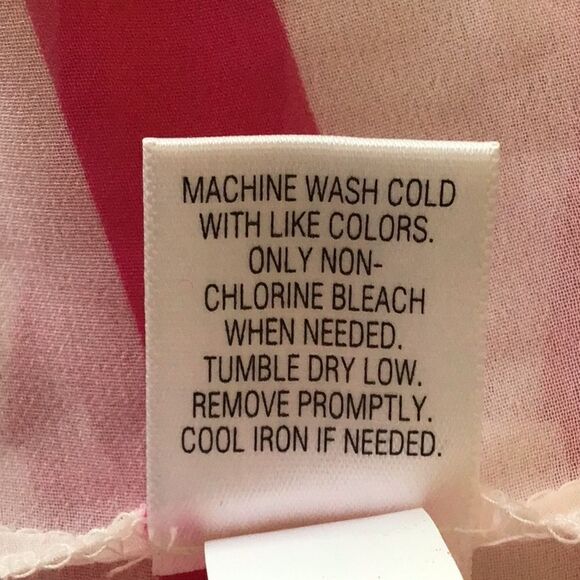 MACHINE WASH COLD
WITH LIKE COLORS.
ONLY NON-
CHLORINE BLEACH
WHEN NEEDED.
TUMBLE DRY LOW.
REMOVE PROMPTLY.
COOL IRON IF NEEDED.